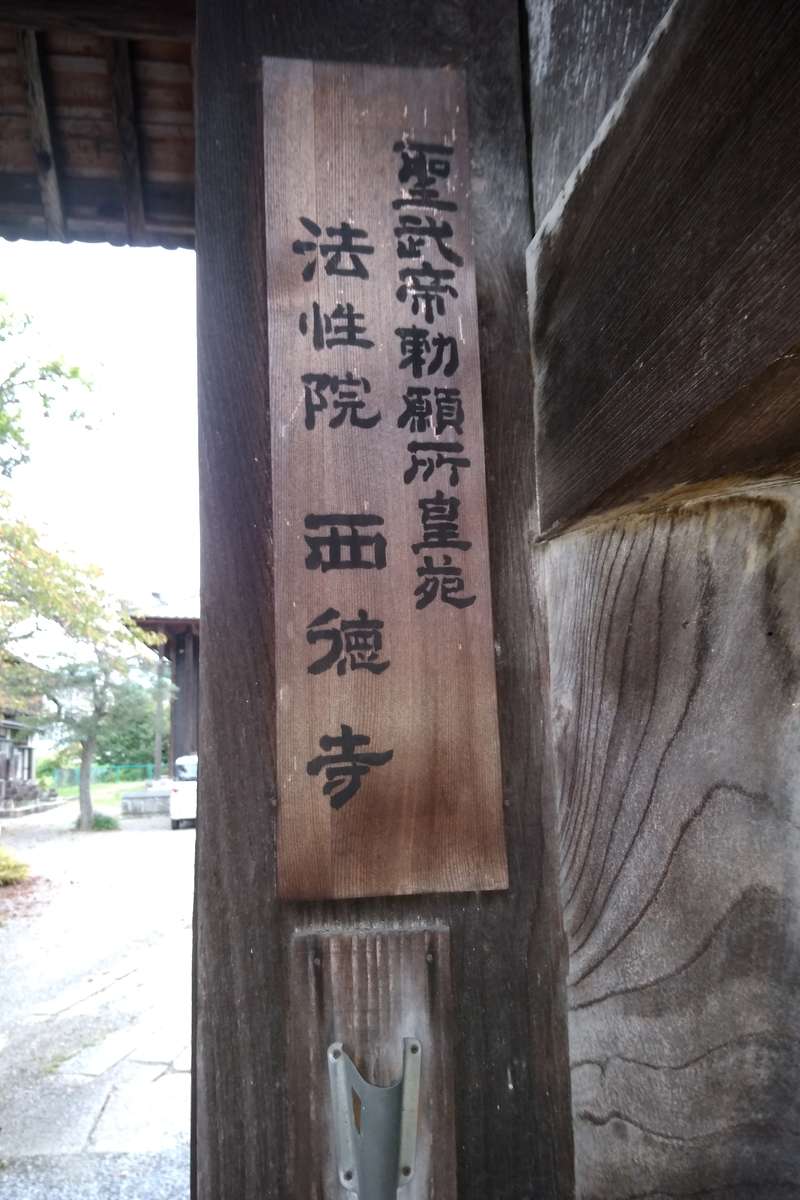 聖武帝勅願所皇苑
法性院 西徳寺